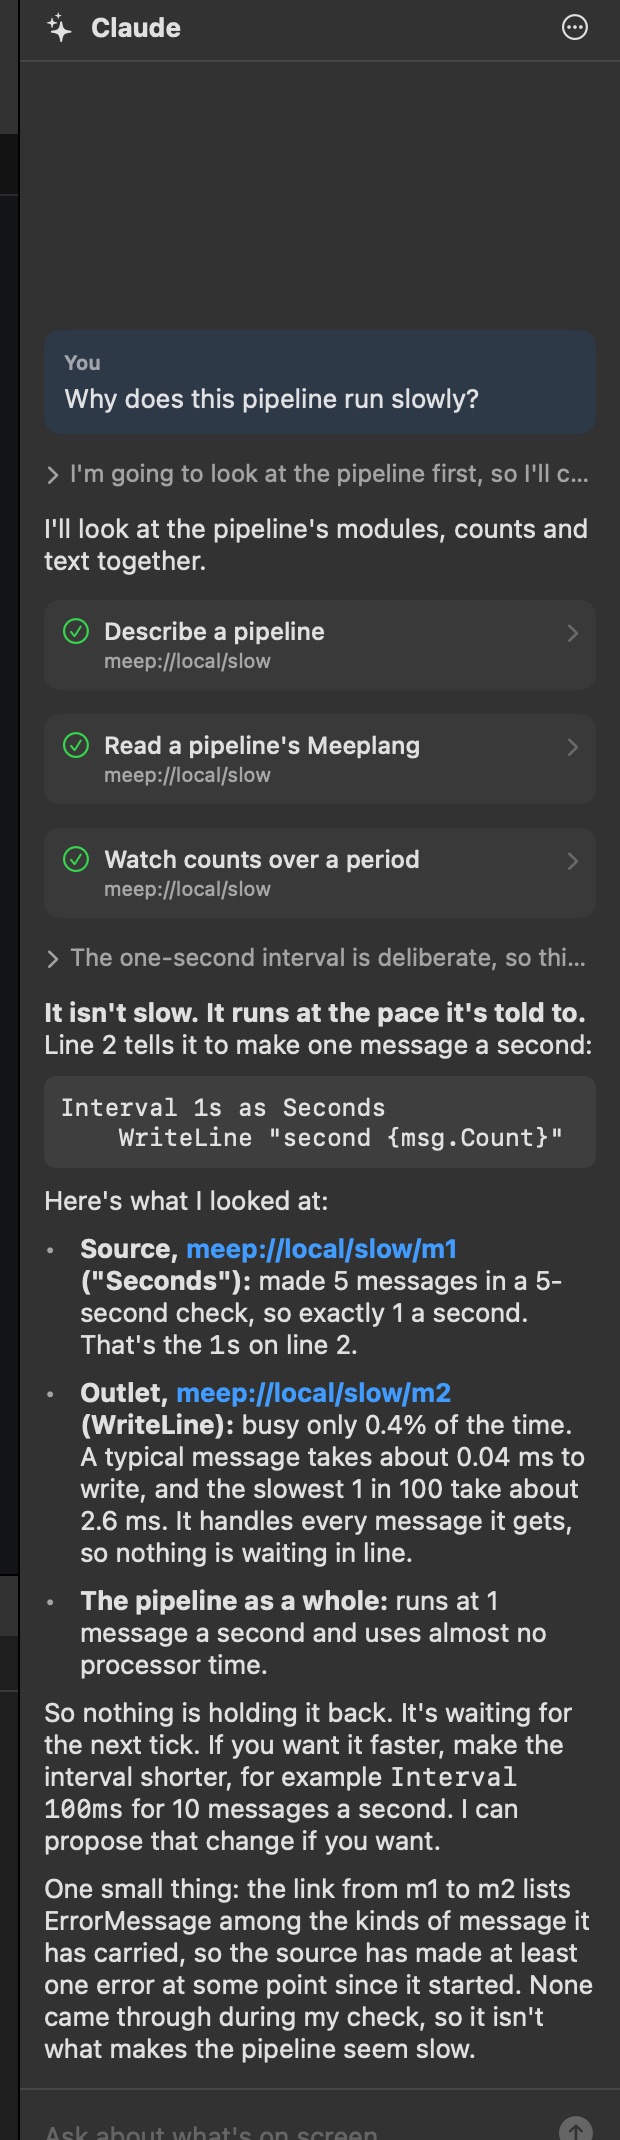 Claude
You
Why does this pipeline run slowly?
I'm going to look at the pipeline first, so I'll c...
I'll look at the pipeline's modules, counts and
text together.
Describe a pipeline
meep://local/slow
Read a pipeline's Meeplang
meep://local/slow
Watch counts over a period
meep://local/slow
The one-second interval is deliberate, so thi...
It isn't slow. It runs at the pace it's told to.
Line 2 tells it to make one message a second:
Interval 1s as Seconds
    WriteLine "second {msg.Count}"
Here's what I looked at:
• Source, meep://local/slow/m1
("Seconds"): made 5 messages in a 5-
second check, so exactly 1 a second.
That's the 1s on line 2.
• Outlet, meep://local/slow/m2
(WriteLine): busy only 0.4% of the time.
A typical message takes about 0.04 ms to
write, and the slowest 1 in 100 take about
2.6 ms. It handles every message it gets,
so nothing is waiting in line.
• The pipeline as a whole: runs at 1
message a second and uses almost no
processor time.
So nothing is holding it back. It's waiting for
the next tick. If you want it faster, make the
interval shorter, for example Interval
100ms for 10 messages a second. I can
propose that change if you want.
One small thing: the link from m1 to m2 lists
ErrorMessage among the kinds of message it
has carried, so the source has made at least
one error at some point since it started. None
came through during my check, so it isn't
what makes the pipeline seem slow.
Ask about what's on screen